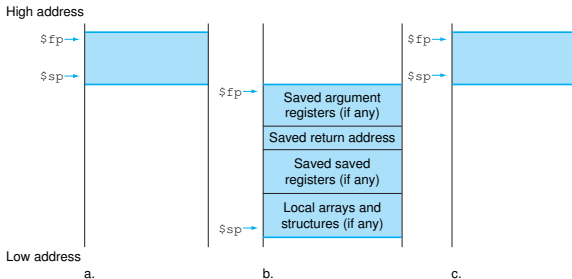 High address
$fp
$sp
$fp
Saved argument
registers (if any)
Saved return address
Saved saved
registers (if any)
Local arrays and
structures (if any)
$sp
$fp
$sp
Low address
a.
b.
c.